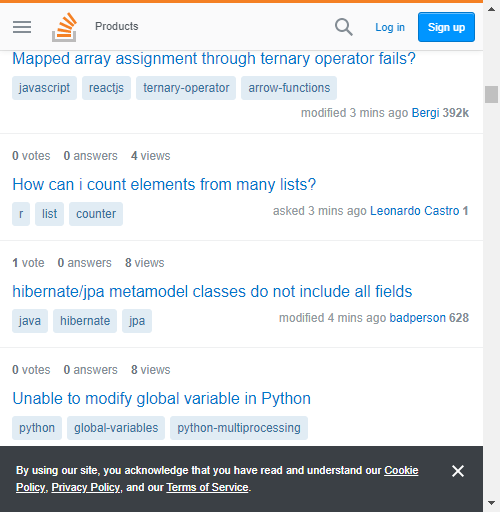 Products
Log in
Sign up
Mapped array assignment through ternary operator fails?
javascript reactjs ternary-operator arrow-functions
modified 3 mins ago Bergi 392k
0 votes 0 answers 4 views
How can i count elements from many lists?
r list counter
asked 3 mins ago Leonardo Castro 1
1 vote 0 answers 8 views
hibernate/jpa metamodel classes do not include all fields
java hibernate jpa
modified 4 mins ago badperson 628
0 votes 0 answers 8 views
Unable to modify global variable in Python
python global-variables python-multiprocessing
By using our site, you acknowledge that you have read and understand our Cookie
Policy, Privacy Policy, and our Terms of Service.